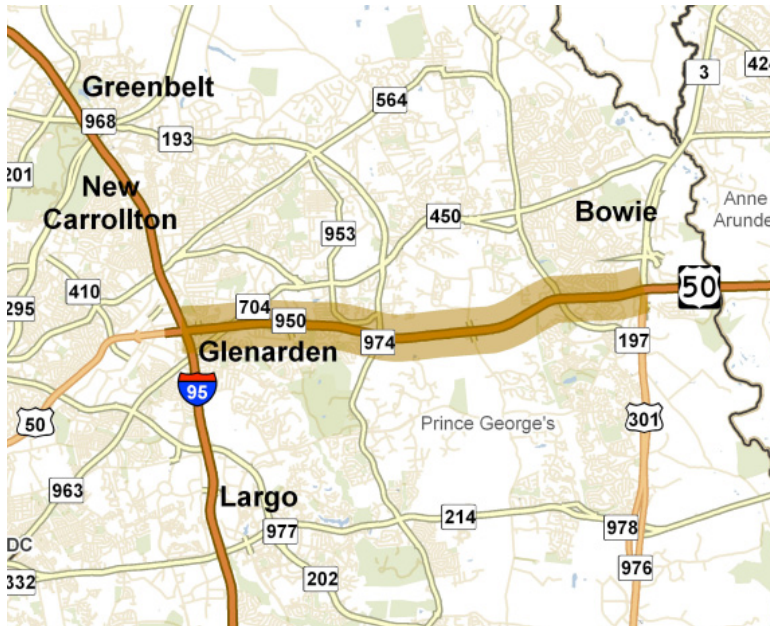 3
424
Greenbelt
564
968
193
201
New
Carrollton
Anne
Arunde
450
Bowie
953
410
50
295
704
950
974
197
Glenarden
95
50
301
Prince George's
963
Largo
214
977
978
DC
332
202
976